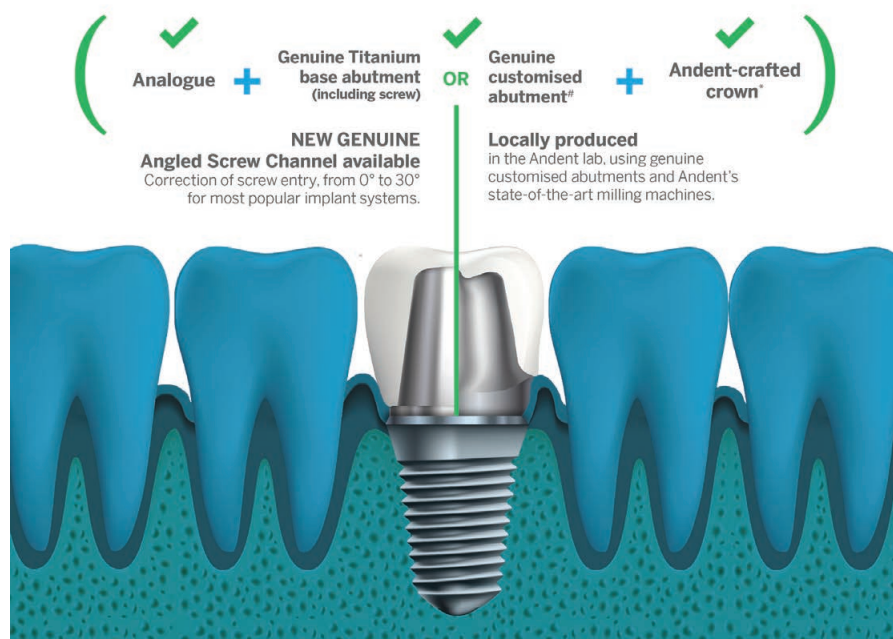 Analogue
Genuine Titanium
base abutment
(including screw)
OR
Genuine
customised
abutment#
Andent-crafted
crown*
NEW GENUINE
Angled Screw Channel available
Correction of screw entry, from 0° to 30°
for most popular implant systems.
Locally produced
in the Andent lab, using genuine
customised abutments and Andent’s
state-of-the-art milling machines.